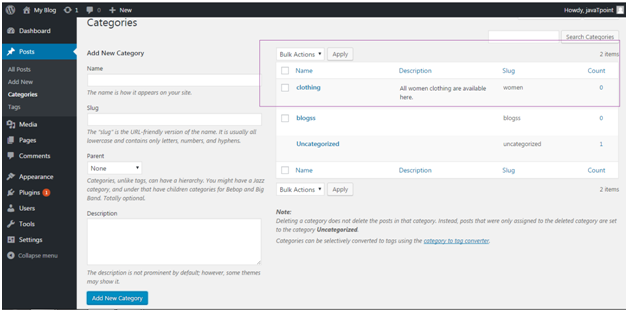 My Blog 1 0 New
Howdy, javaTpoint
Dashboard
Posts
All Posts
Add New
Categories
Tags
Media
Pages
Comments
Appearance
Plugins 3
Users
Tools
Settings
Collapse menu
Categories
Search Categories
Add New Category
Name
The name is how it appears on your site.
Slug
The "slug" is the URL-friendly version of the name. It is usually all
lowercase and contains only letters, numbers, and hyphens.
Parent
None
Categories, unlike tags, can have a hierarchy. You might have a Jazz
category, and under that have children categories for Bebop and Big
Band. Totally optional.
Description
The description is not prominent by default; however, some themes
may show it.
Add New Category
Bulk Actions Apply 2 items
Name Description Slug Count
clothing All women clothing are available women 0
here.
blogss blogss 0
Uncategorized uncategorized 1
Name Description Slug Count
Bulk Actions Apply 2 items
Note:
Deleting a category does not delete the posts in that category. Instead, posts that were only assigned to the deleted category are set
to the category Uncategorized.
Categories can be selectively converted to tags using the category to tag converter.